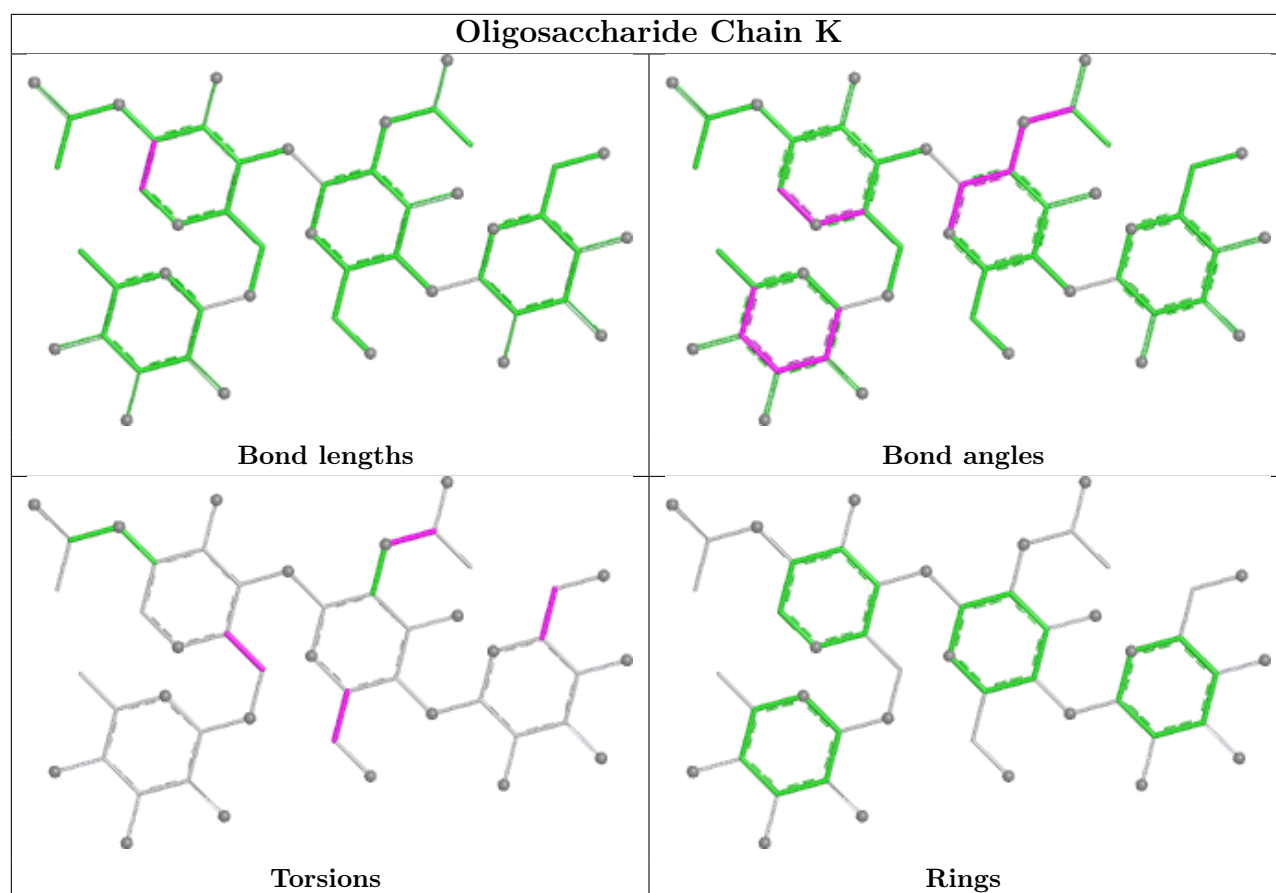 Oligosaccharide Chain K
Bond lengths
Bond angles
Torsions
Rings